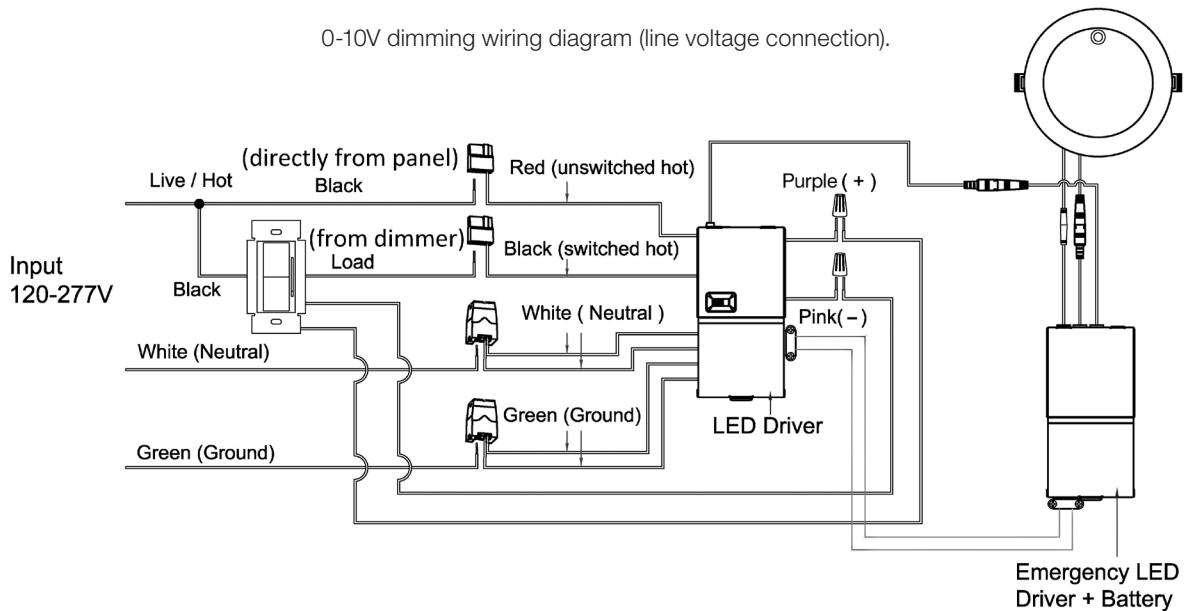 0-10V dimming wiring diagram (line voltage connection).
(directly from panel)
Live / Hot
Black
Red (unswitched hot)
Purple ( + )
(from dimmer)
Load
Black (switched hot)
Input
120-277V
Black
White ( Neutral )
Pink( – )
White (Neutral)
Green (Ground)
LED Driver
Green (Ground)
Emergency LED
Driver + Battery